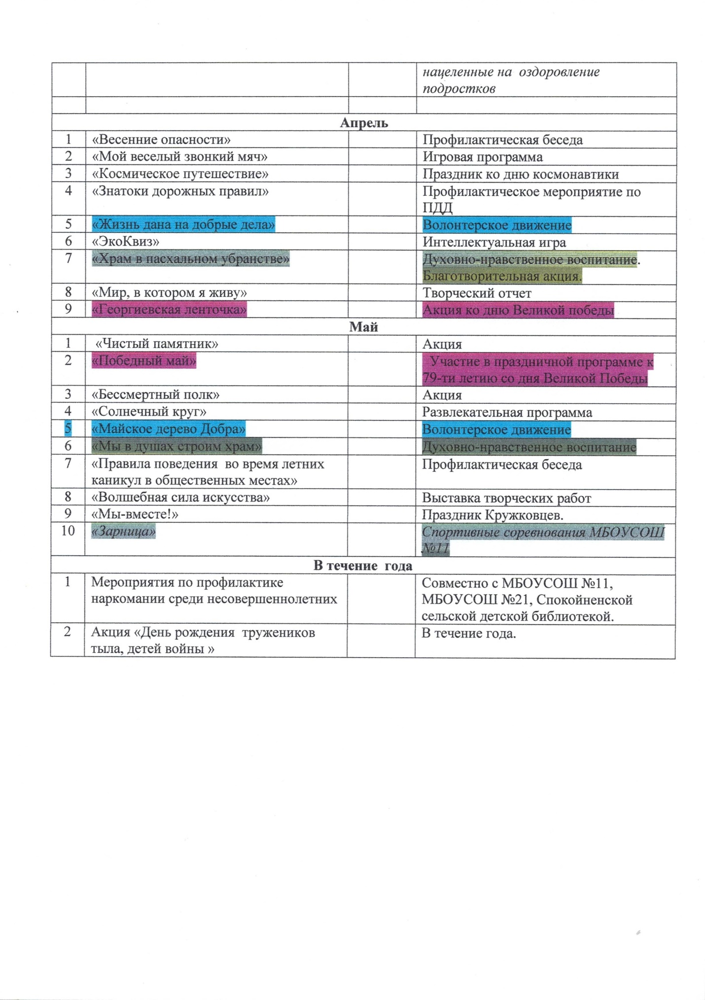 нацеленные на оздоровление
подростков
Апрель
1 «Весенние опасности» Профилактическая беседа
2 «Мой веселый звонкий мяч» Игровая программа
3 «Космическое путешествие» Праздник ко дню космонавтики
4 «Знатоки дорожных правил» Профилактическое мероприятие по
ПДД
5 «Жизнь дана на добрые дела» Волонтерское движение
6 «ЭкоКвиз» Интеллектуальная игра
7 «Храм в пасхальном убранстве» Духовно-нравственное воспитание.
Благотворительная акция.
8 «Мир, в котором я живу» Творческий отчет
9 «Георгиевская ленточка» Акция ко дню Великой победы
Май
1 «Чистый памятник» Акция
2 «Победный май» Участие в праздничной программе к
79-ти летию со дня Великой Победы
3 «Бессмертный полк» Акция
4 «Солнечный круг» Развлекательная программа
5 «Майское дерево Добра» Волонтерское движение
6 «Мы в душах строим храм» Духовно-нравственное воспитание
7 «Правила поведения во время летних Профилактическая беседа
каникул в общественных местах»
8 «Волшебная сила искусства» Выставка творческих работ
9 «Мы-вместе!» Праздник Кружковцев.
10 «Зарница» Спортивные соревнования МБОУСОШ
№11
В течение года
1 Мероприятия по профилактике Совместно с МБОУСОШ №11,
наркомании среди несовершеннолетних МБОУСОШ №21, Спокойненской
сельской детской библиотекой.
2 Акция «День рождения тружеников В течение года.
тыла, детей войны »